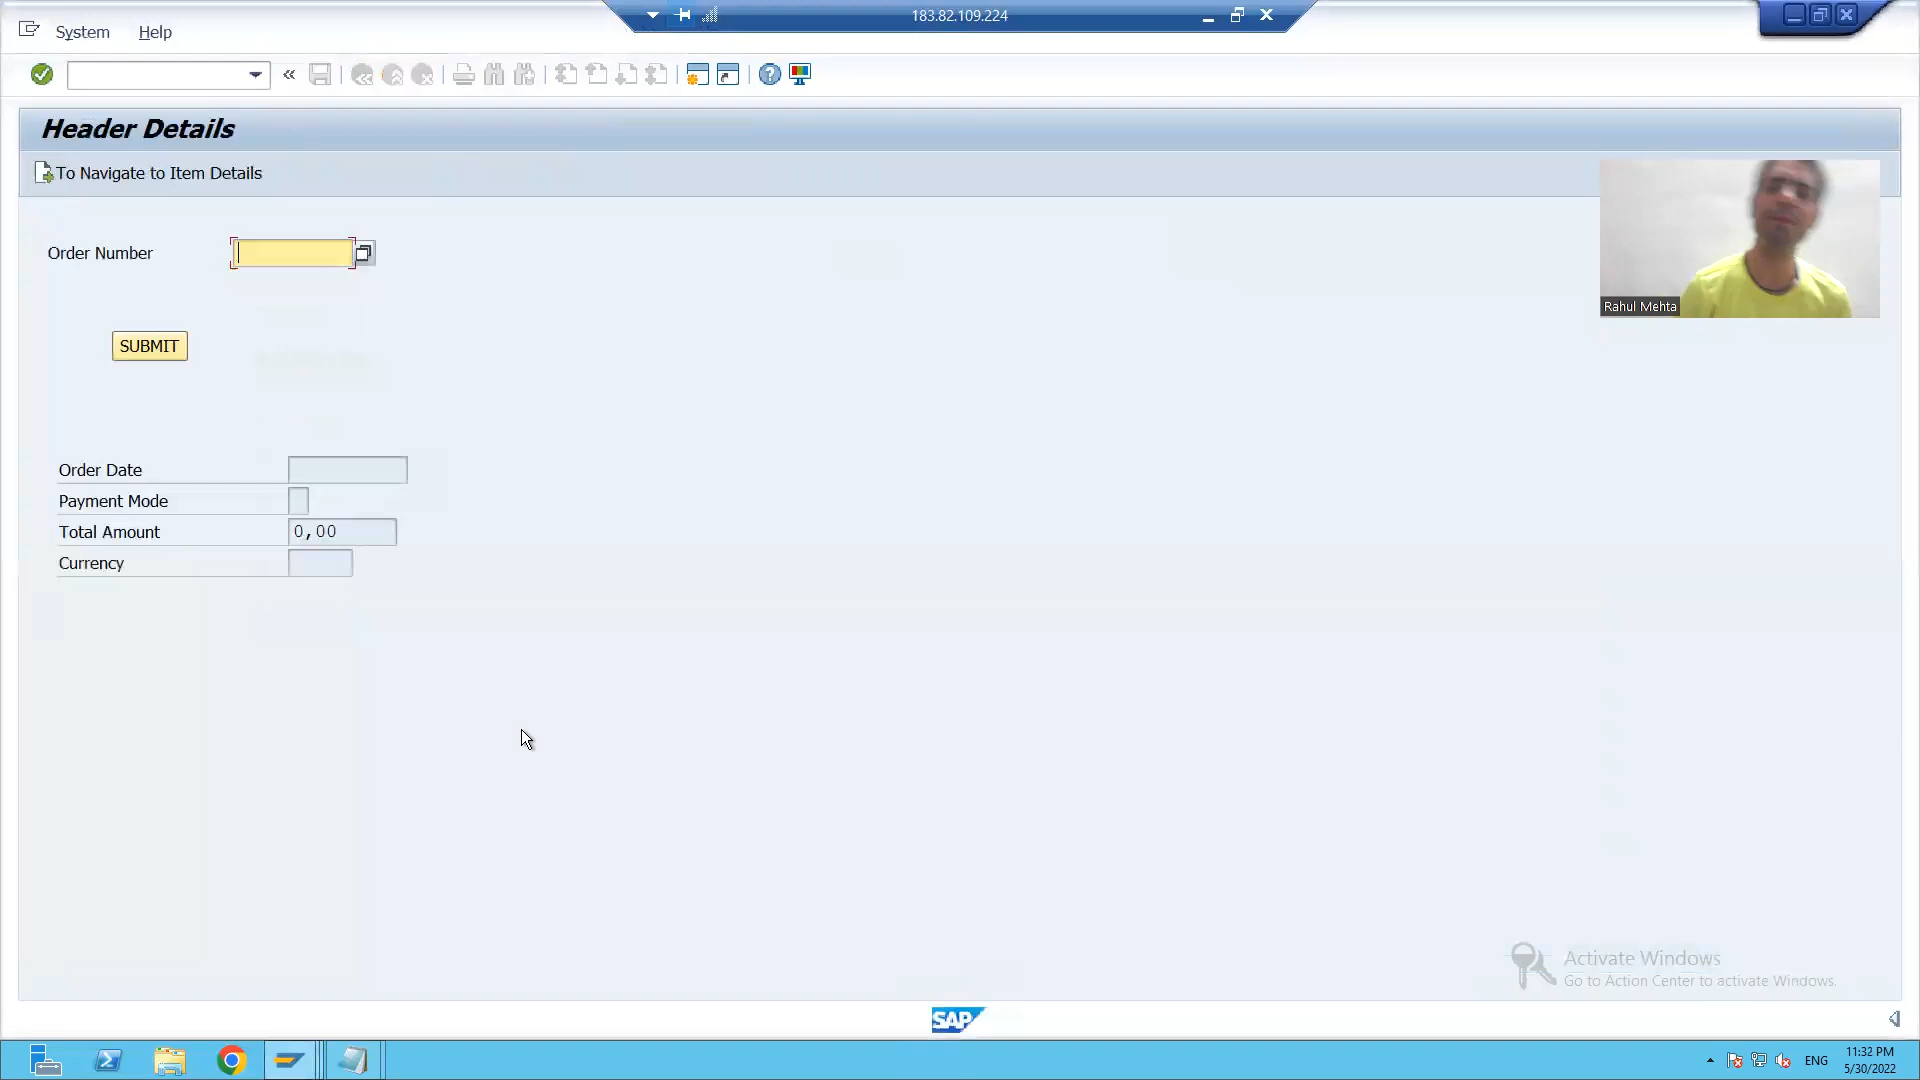 183.82.109.224
System Help
Header Details
To Navigate to Item Details
Order Number
SUBMIT
Rahul Mehta
Order Date
Payment Mode
Total Amount 0,00
Currency
Activate Windows
Go to Action Center to activate Windows.
SAP
ENG
11:32 PM
5/30/2022